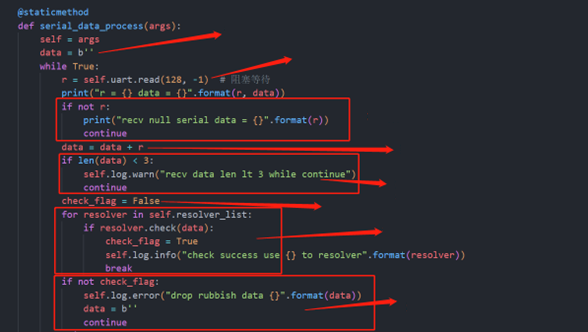 @staticmethod
def serial_data_process(args):
    self = args
    data = b''
    while True:
        r = self.uart.read(128, -1)  # 阻塞等待
        print("r = {} data = {}".format(r, data))
        if not r:
            print("recv null serial data = {}".format(r))
            continue
        data = data + r
        if len(data) < 3:
            self.log.warn("recv data len lt 3 while continue")
            continue
        check_flag = False
        for resolver in self.resolver_list:
            if resolver.check(data):
                check_flag = True
                self.log.info("check success use {} to resolver".format(resolver))
                break
        if not check_flag:
            self.log.error("drop rubbish data {}".format(data))
            data = b''
            continue